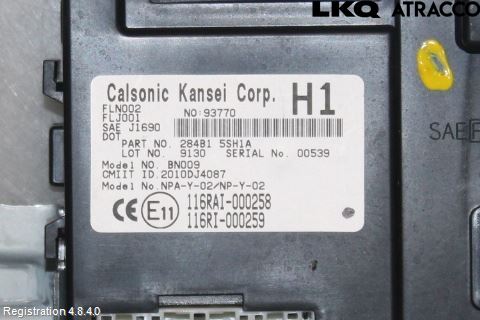 LKQ ATRACCO
Calsonic Kansei Corp. H1
FLN002 NO:93770
FLJ001
SAE J1690
DOT
PART NO. 284B1 5SH1A
LOT NO. 9130 SERIAL No. 00539
Model No. BN009
CMIIT ID.2010DJ4087
Model No.NPA-Y-02/NP-Y-02
CE E11 116RAI-000258
116RI-000259
SAE
Registration 4.8.4.0